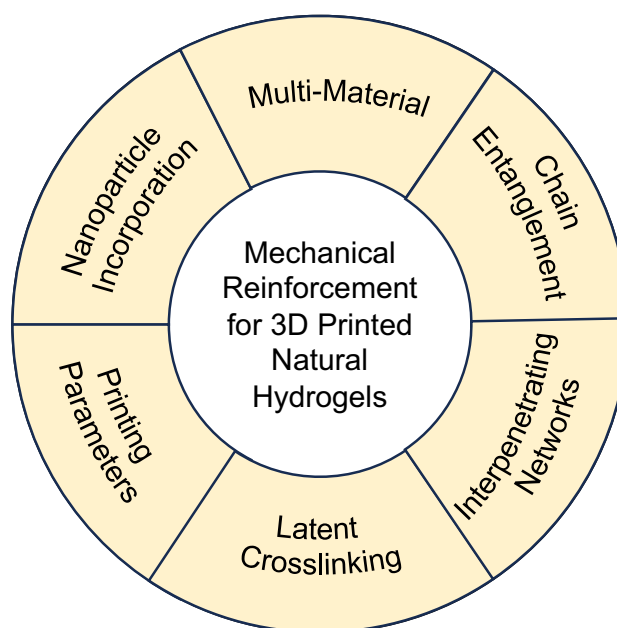 Multi-Material
Chain
Entanglement
Interpenetrating
Networks
Latent
Crosslinking
Printing
Parameters
Nanoparticle
Incorporation
Mechanical
Reinforcement
for 3D Printed
Natural
Hydrogels